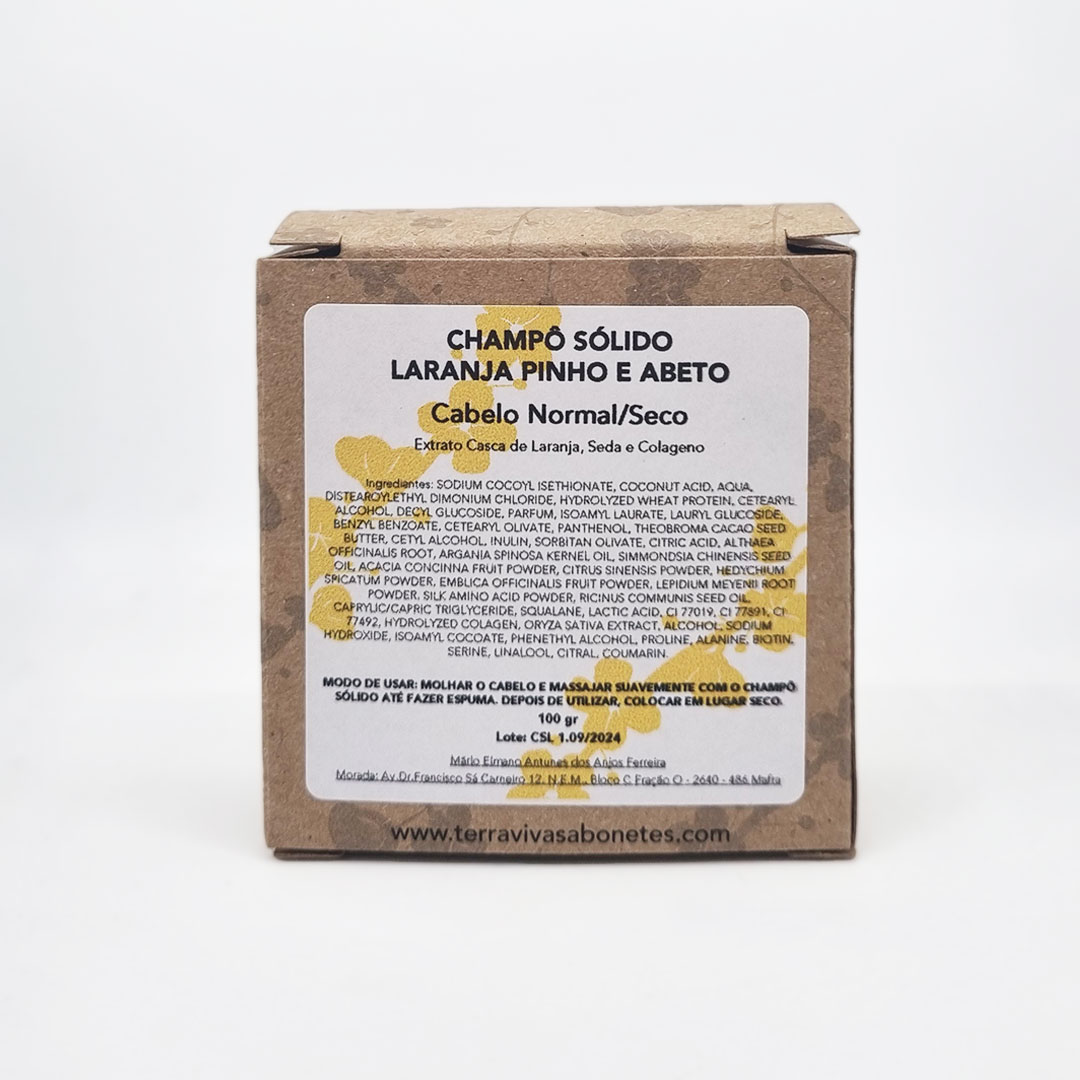 CHAMPÔ SÓLIDO
LARANJA PINHO E ABETO
Cabelo Normal/Seco
Extrato Casca de Laranja, Seda e Colageno
Ingredientes: SODIUM COCOYL ISETHIONATE, COCONUT ACID, AQUA,
DISTEAROYLETHYL DIMONIUM CHLORIDE, HYDROLYZED WHEAT PROTEIN, CETEARYL
ALCOHOL, DECYL GLUCOSIDE, PARFUM, ISOAMYL LAURATE, LAURYL GLUCOSIDE,
BENZYL BENZOATE, CETEARYL OLIVATE, PANTHENOL, THEOBROMA CACAO SEED
BUTTER, CETYL ALCOHOL, INULIN, SORBITAN OLIVATE, CITRIC ACID, ALTHAEA
OFFICINALIS ROOT, ARGANIA SPINOSA KERNEL OIL, SIMMONDSIA CHINENSIS SEED
OIL, ACACIA CONCINNA FRUIT POWDER, CITRUS SINENSIS POWDER, HEDYCHIUM
SPICATUM POWDER, EMBLICA OFFICINALIS FRUIT POWDER, LEPIDIUM MEYENII ROOT
POWDER, SILK AMINO ACID POWDER, RICINUS COMMUNIS SEED OIL,
CAPRYLIC/CAPRIC TRIGLYCERIDE, SQUALANE, LACTIC ACID, CI 77019, CI 77891, CI
77492, HYDROLYZED COLAGEN, ORYZA SATIVA EXTRACT, ALCOHOL, SODIUM
HYDROXIDE, ISOAMYL COCOATE, PHENETHYL ALCOHOL, PROLINE, ALANINE, BIOTIN,
SERINE, LINALOOL, CITRAL, COUMARIN.
MODO DE USAR: MOLHAR O CABELO E MASSAJAR SUAVEMENTE COM O CHAMPÔ
SÓLIDO ATÉ FAZER ESPUMA. DEPOIS DE UTILIZAR, COLOCAR EM LUGAR SECO.
100 gr
Lote: CSL 1.09/2024
Mário Elmano Antunes dos Anjos Ferreira
Morada: Av. Dr. Francisco Sá Carneiro 12, N.E.M., Bloco C Fração O - 2640 - 486 Mafra
www.terravivasabonetes.com